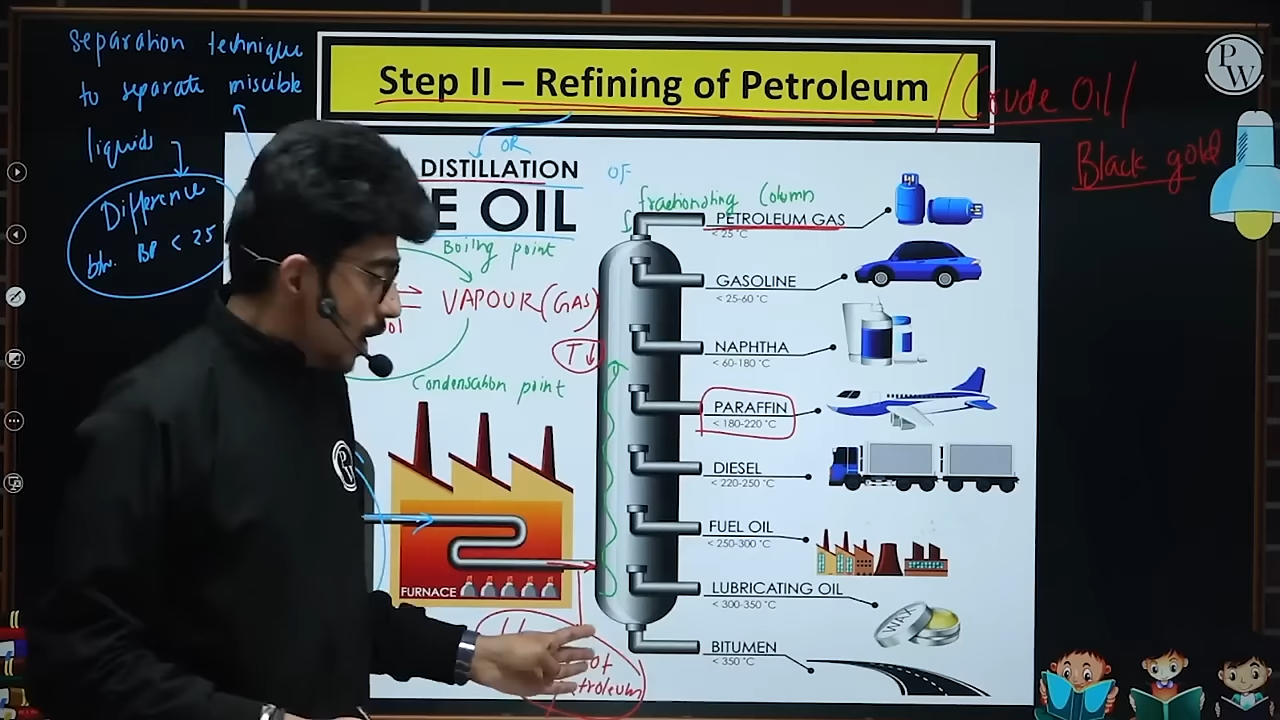 separation technique
to separate miscible
liquids
Difference
btw. BP < 25
Step II – Refining of Petroleum
/Crude Oil/
Black gold
PW
OR
DISTILLATION
OF
E OIL
fractionating Column
Boiling point
VAPOUR (GAS)
T↓
Condensation point
PETROLEUM GAS
< 25 °C
GASOLINE
< 25-60 °C
NAPHTHA
< 60-180 °C
PARAFFIN
< 180-220 °C
DIESEL
< 220-250 °C
FUEL OIL
< 250-300 °C
LUBRICATING OIL
< 300-350 °C
WAX
BITUMEN
< 350 °C
FURNACE
PW